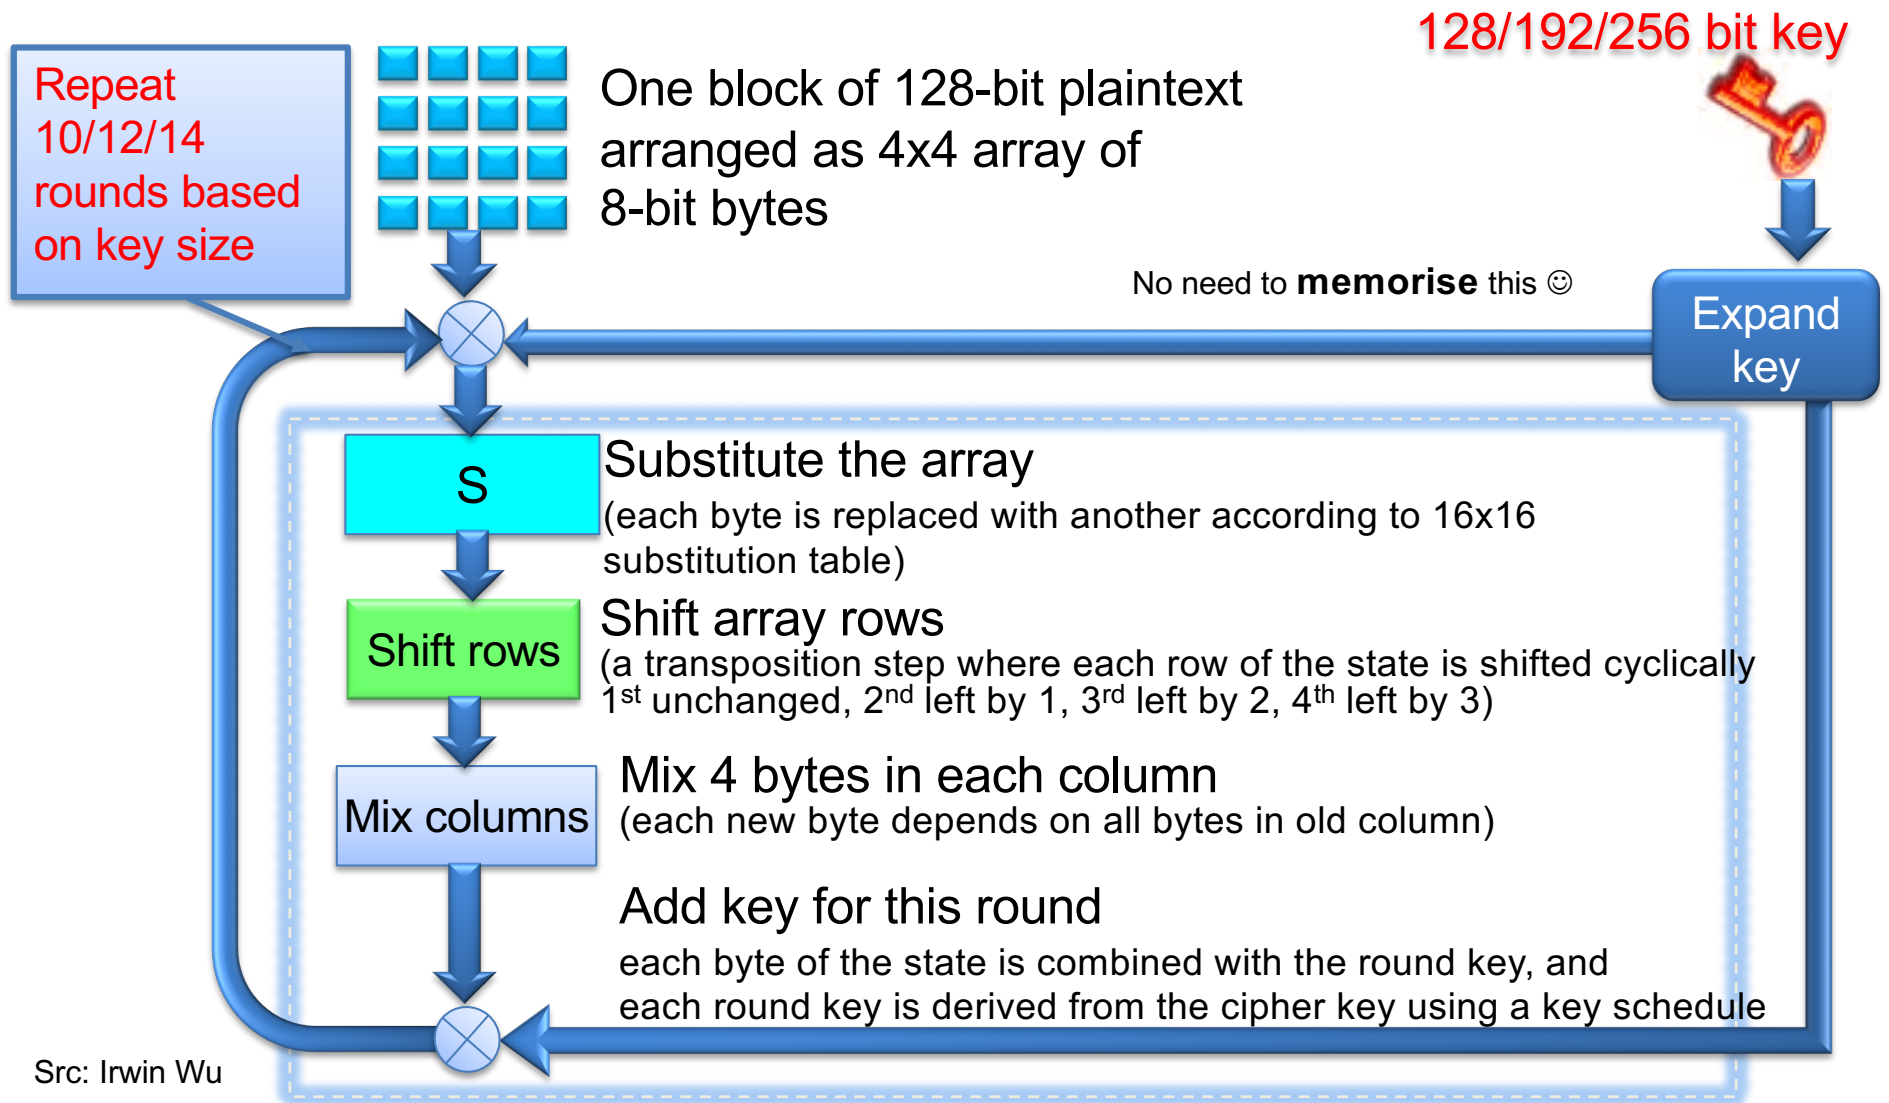 128/192/256 bit key
Repeat
10/12/14
rounds based
on key size
One block of 128-bit plaintext
arranged as 4x4 array of
8-bit bytes
No need to memorise this ☺
Expand
key
S
Substitute the array
(each byte is replaced with another according to 16x16
substitution table)
Shift rows
Shift array rows
(a transposition step where each row of the state is shifted cyclically
1st unchanged, 2nd left by 1, 3rd left by 2, 4th left by 3)
Mix columns
Mix 4 bytes in each column
(each new byte depends on all bytes in old column)
Add key for this round
each byte of the state is combined with the round key, and
each round key is derived from the cipher key using a key schedule
Src: Irwin Wu